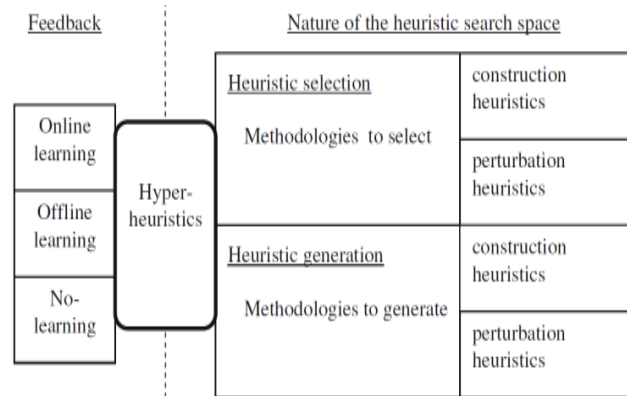 Feedback
Nature of the heuristic search space
Online
learning
Offline
learning
No-
learning
Hyper-
heuristics
Heuristic selection
Methodologies to select
construction
heuristics
perturbation
heuristics
Heuristic generation
Methodologies to generate
construction
heuristics
perturbation
heuristics